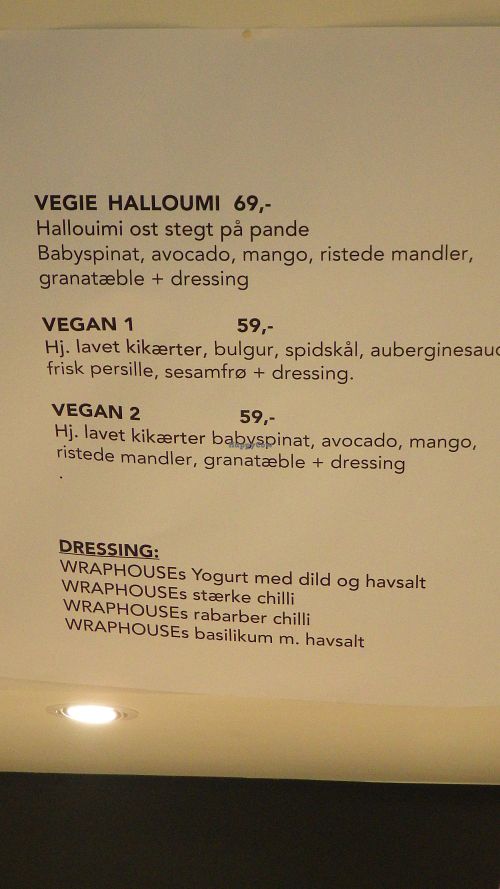 VEGIE HALLOUMI 69,-
Hallouimi ost stegt på pande
Babyspinat, avocado, mango, ristede mandler,
granatæble + dressing
VEGAN 1 59,-
Hj. lavet kikærter, bulgur, spidskål, auberginesauc
frisk persille, sesamfrø + dressing.
VEGAN 2 59,-
Hj. lavet kikærter babyspinat, avocado, mango,
ristede mandler, granatæble + dressing
.
DRESSING:
WRAPHOUSEs Yogurt med dild og havsalt
WRAPHOUSEs stærke chilli
WRAPHOUSEs rabarber chilli
WRAPHOUSEs basilikum m. havsalt